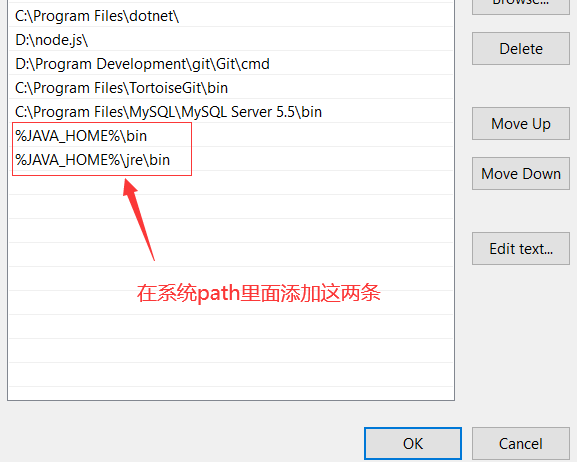 Browse...
C:\Program Files\dotnet\
D:\node.js\
Delete
D:\Program Development\git\Git\cmd
C:\Program Files\TortoiseGit\bin
C:\Program Files\MySQL\MySQL Server 5.5\bin
Move Up
%JAVA_HOME%\bin
%JAVA_HOME%\jre\bin
Move Down
Edit text...
在系统path里面添加这两条
OK
Cancel